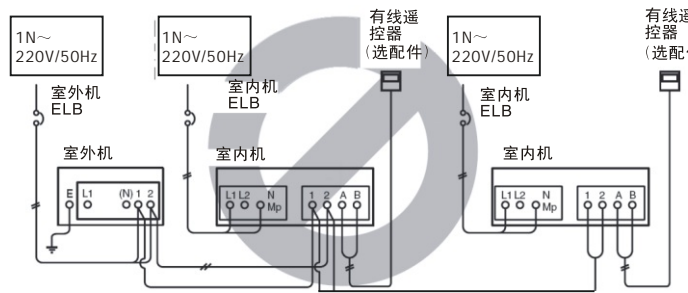 1N～
220V/50Hz
室外机
ELB
1N～
220V/50Hz
室内机
ELB
有线遥
控器
(选配件)
1N～
220V/50Hz
室内机
ELB
有线遥
控器
(选配
室外机
E L1 (N) 1 2
室内机
L1 L2 N Mp 1 2 A B
室内机
L1 L2 N Mp 1 2 A B